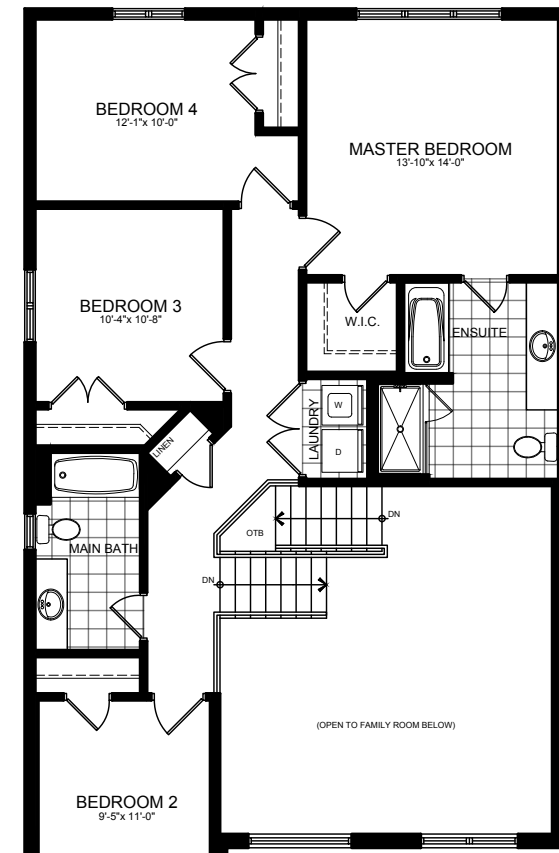 BEDROOM 4
12'-1"x 10'-0"
MASTER BEDROOM
13'-10"x 14'-0"
BEDROOM 3
10'-4"x 10'-8"
W.I.C.
ENSUITE
LAUNDRY
W
D
LINEN
MAIN BATH
OTB
DN
DN
(OPEN TO FAMILY ROOM BELOW)
BEDROOM 2
9'-5"x 11'-0"